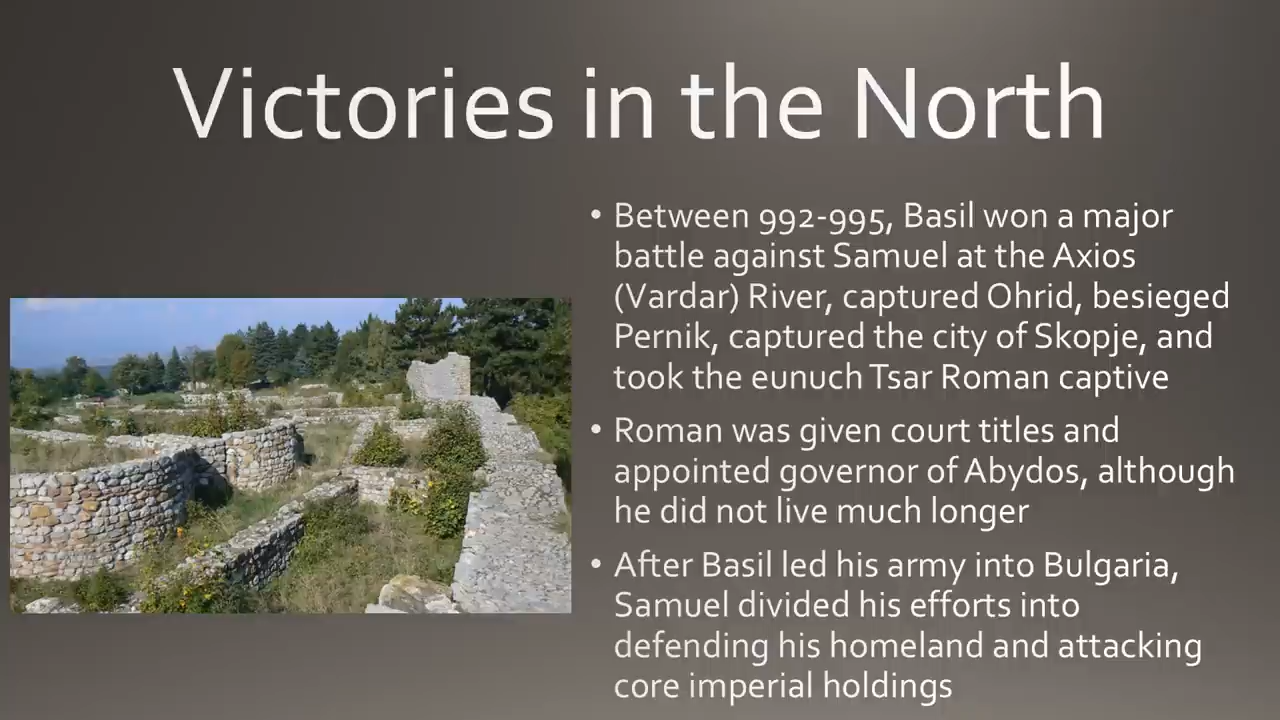 Victories in the North
• Between 992-995, Basil won a major
battle against Samuel at the Axios
(Vardar) River, captured Ohrid, besieged
Pernik, captured the city of Skopje, and
took the eunuch Tsar Roman captive
• Roman was given court titles and
appointed governor of Abydos, although
he did not live much longer
• After Basil led his army into Bulgaria,
Samuel divided his efforts into
defending his homeland and attacking
core imperial holdings